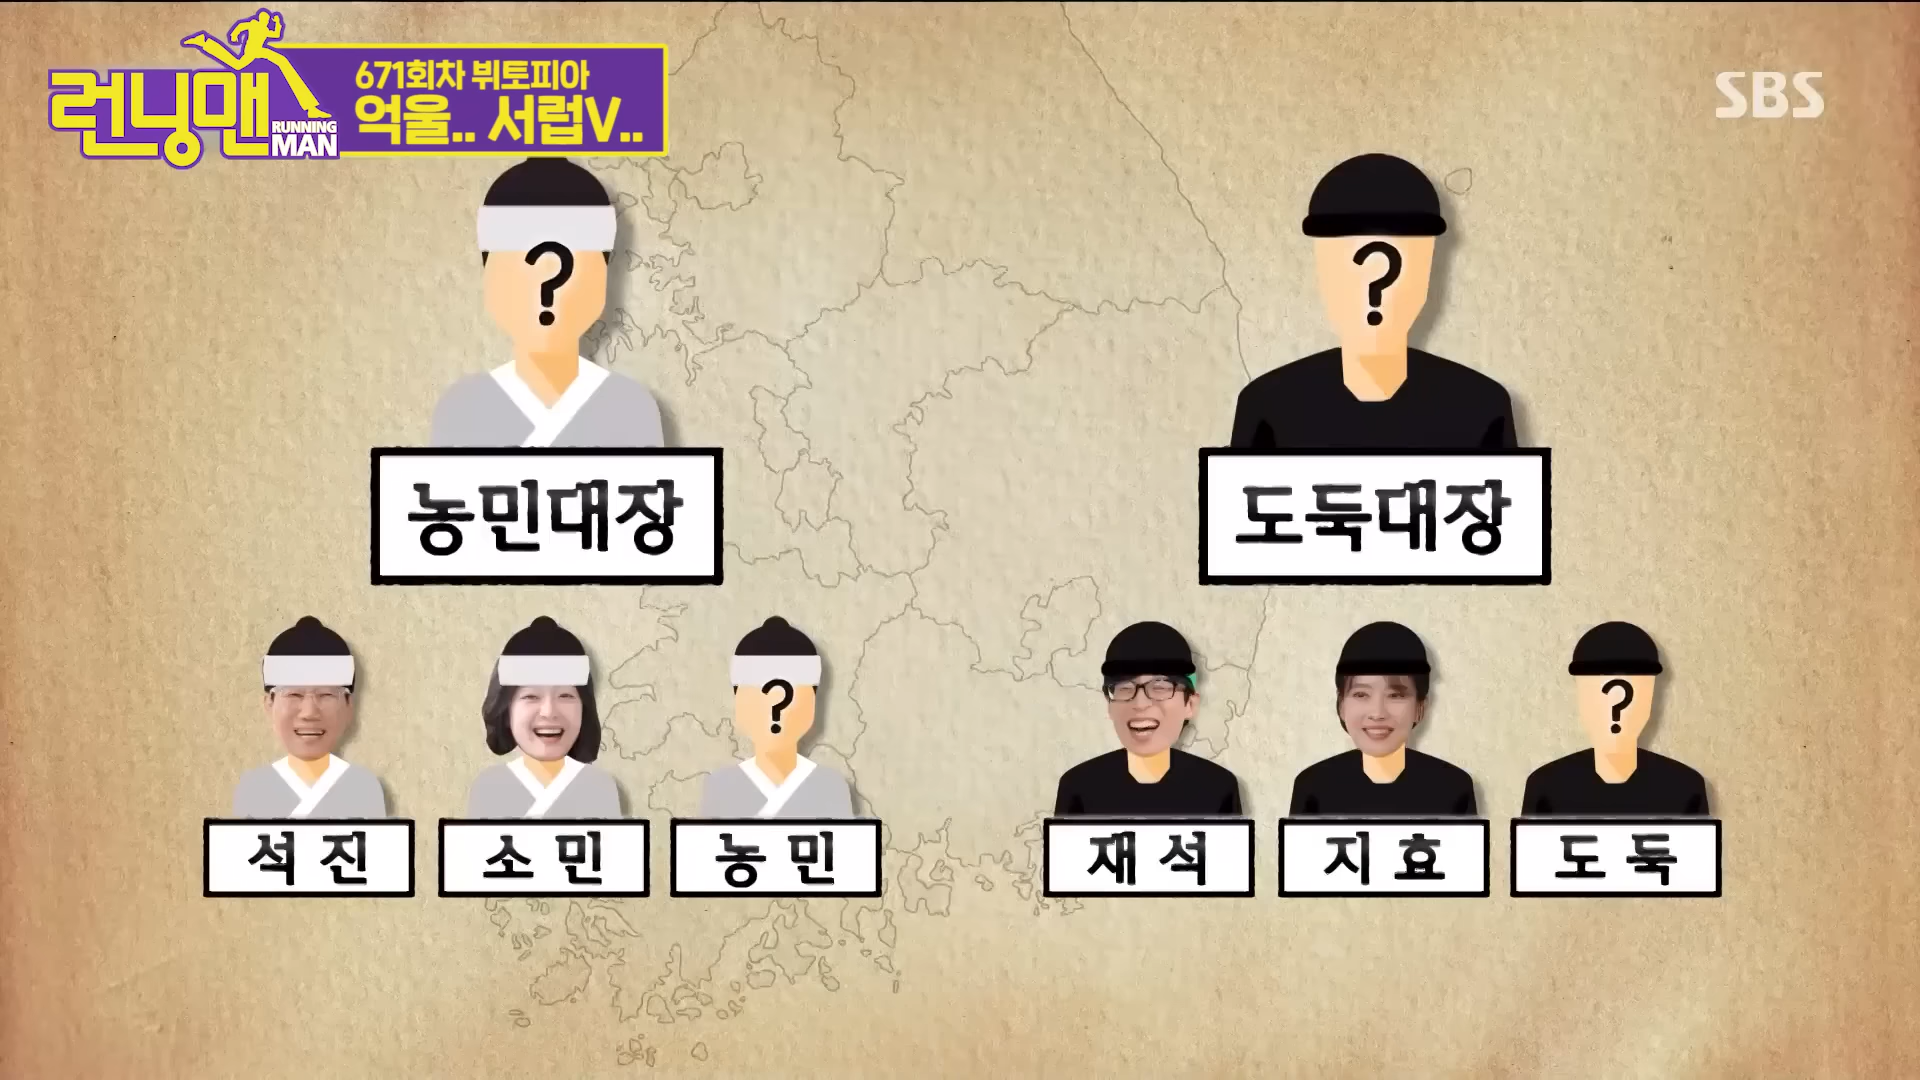 런닝맨
RUNNING
MAN
671회차 뷔토피아
억울.. 서럽V..
SBS
?
?
농민대장
도둑대장
?
?
석진
소민
농민
재석
지효
도둑